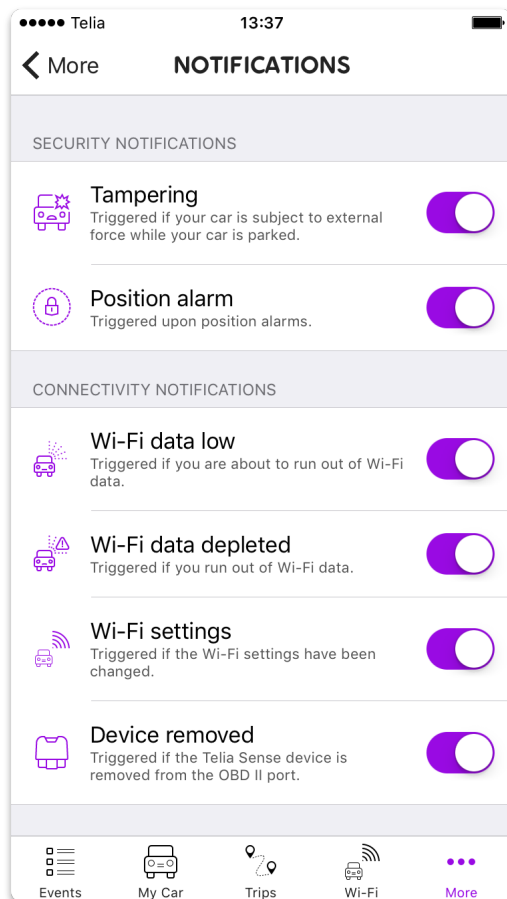 Telia 13:37
More NOTIFICATIONS
SECURITY NOTIFICATIONS
Tampering
Triggered if your car is subject to external
force while your car is parked.
Position alarm
Triggered upon position alarms.
CONNECTIVITY NOTIFICATIONS
Wi-Fi data low
Triggered if you are about to run out of Wi-Fi
data.
Wi-Fi data depleted
Triggered if you run out of Wi-Fi data.
Wi-Fi settings
Triggered if the Wi-Fi settings have been
changed.
Device removed
Triggered if the Telia Sense device is
removed from the OBD II port.
Events My Car Trips Wi-Fi More